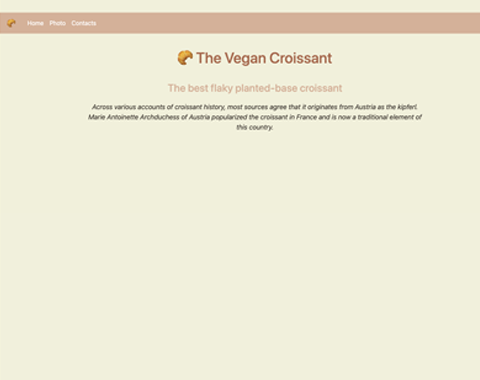 Home Photo Contacts
The Vegan Croissant
The best flaky planted-base croissant
Across various accounts of croissant history, most sources agree that it originates from Austria as the kipferl.
Marie Antoinette Archduchess of Austria popularized the croissant in France and is now a traditional element of
this country.